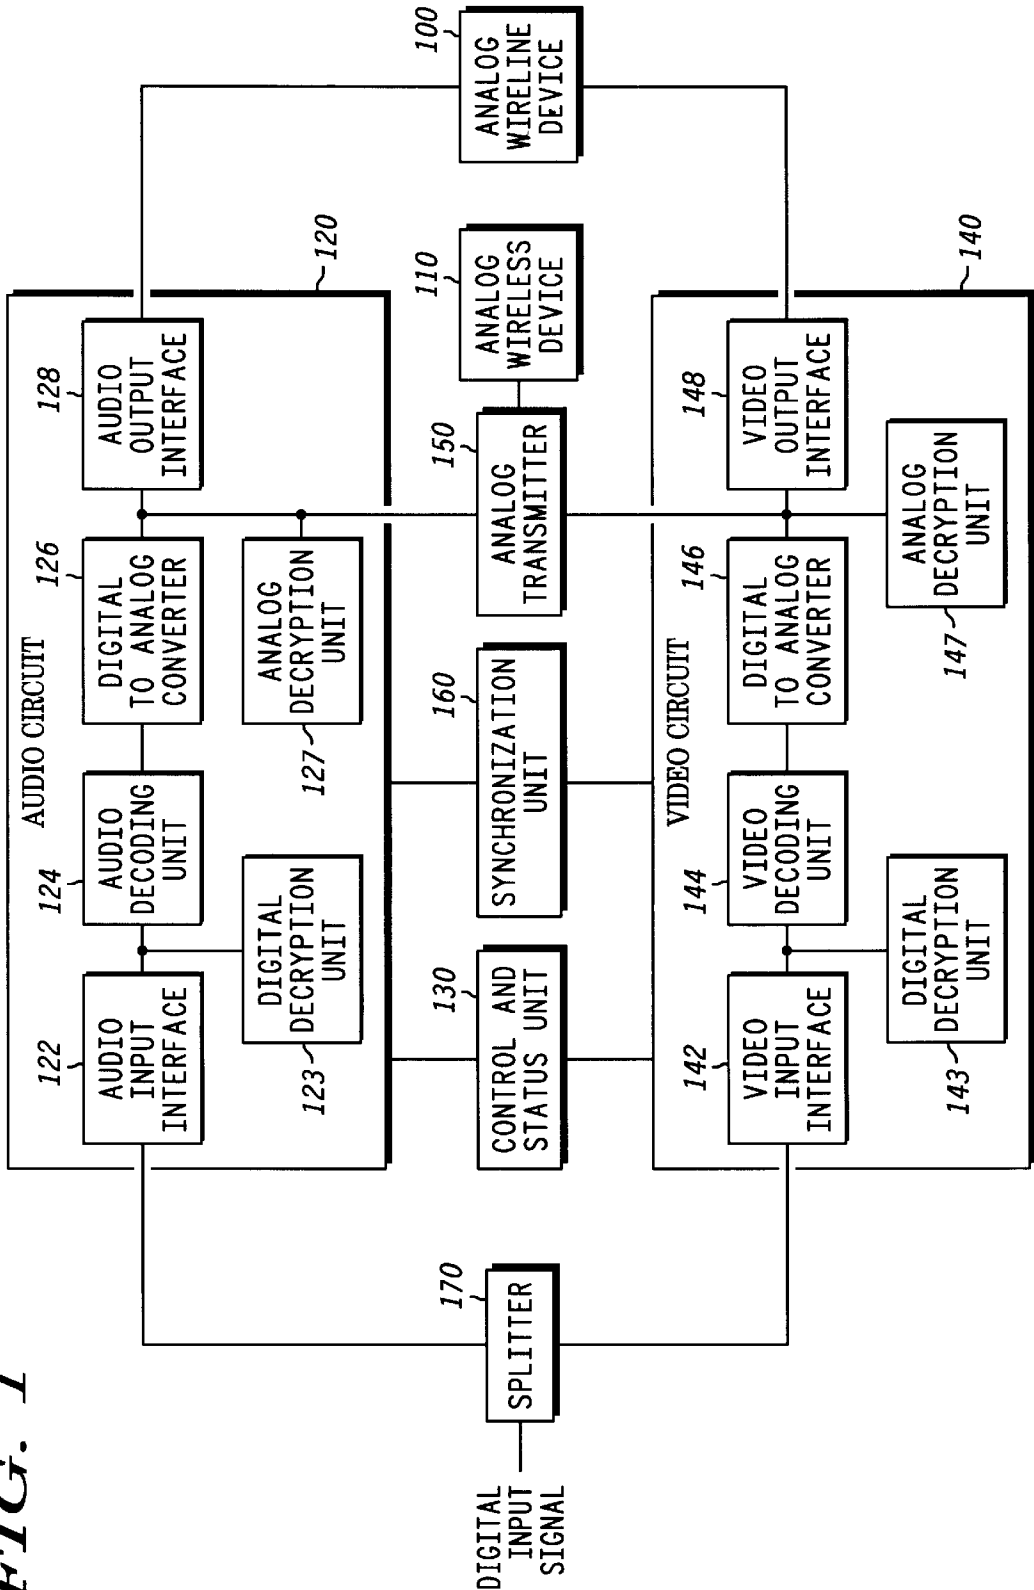 FIG. 1
AUDIO CIRCUIT
120
122
AUDIO
INPUT
INTERFACE
124
AUDIO
DECODING
UNIT
126
DIGITAL
TO ANALOG
CONVERTER
128
AUDIO
OUTPUT
INTERFACE
DIGITAL
DECRYPTION
UNIT
123
ANALOG
DECRYPTION
UNIT
127
DIGITAL
INPUT
SIGNAL
170
SPLITTER
130
CONTROL AND
STATUS UNIT
160
SYNCHRONIZATION
UNIT
150
ANALOG
TRANSMITTER
110
ANALOG
WIRELESS
DEVICE
100
ANALOG
WIRELINE
DEVICE
VIDEO CIRCUIT
140
142
VIDEO
INPUT
INTERFACE
144
VIDEO
DECODING
UNIT
146
DIGITAL
TO ANALOG
CONVERTER
148
VIDEO
OUTPUT
INTERFACE
143
DIGITAL
DECRYPTION
UNIT
147
ANALOG
DECRYPTION
UNIT